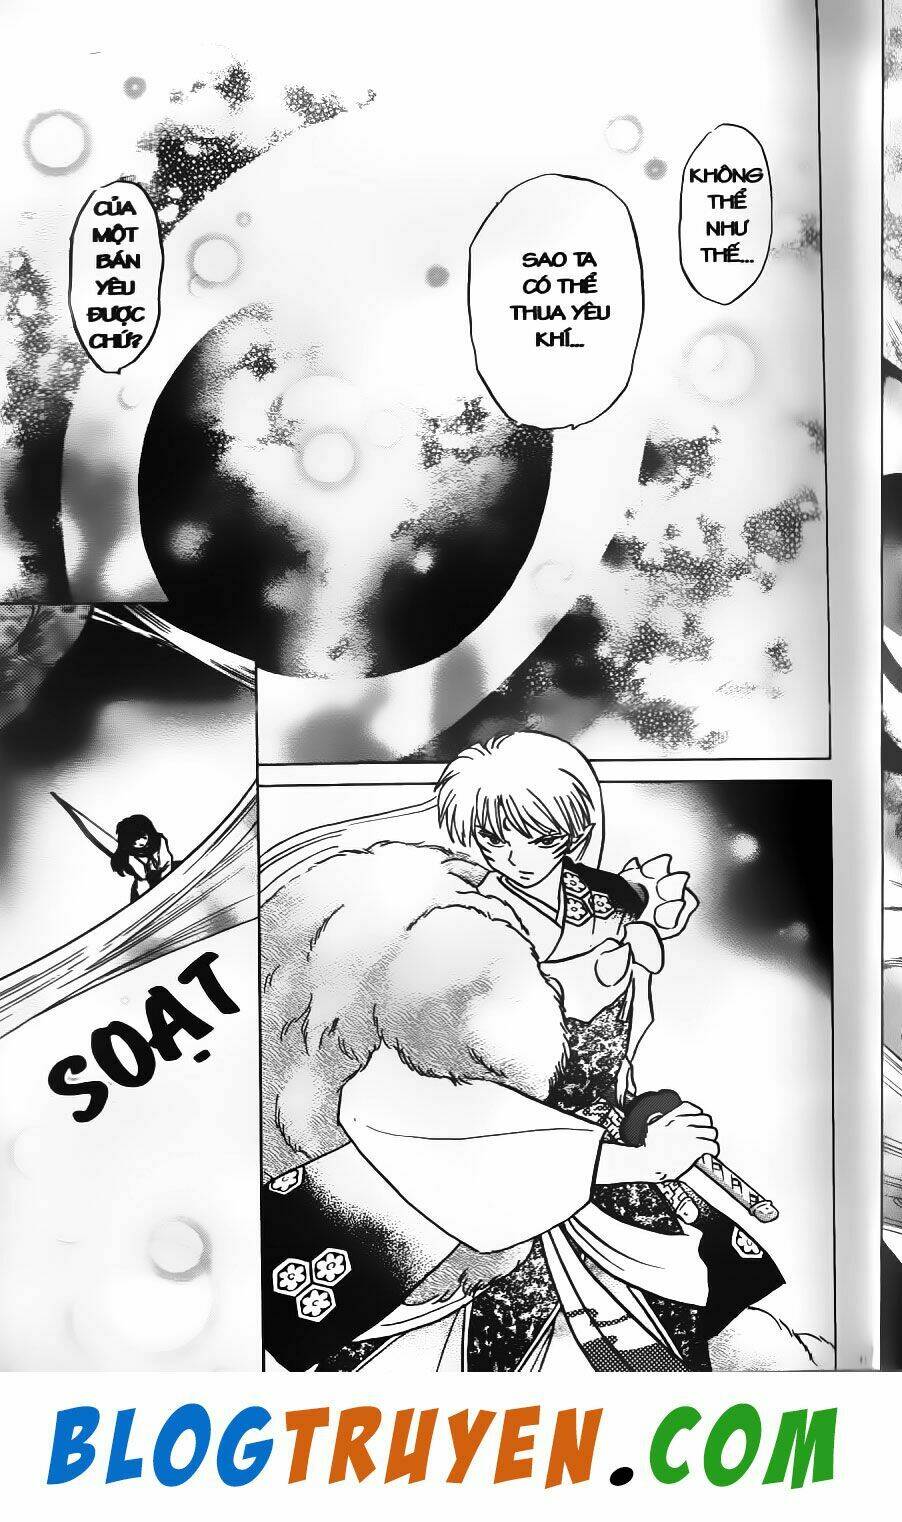 KHÔNG
THỂ
NHƯ
THẾ...
SAO TA
CÓ THỂ
THUA YÊU
KHÍ...
CỦA
MỘT
BÁN
YÊU
ĐƯỢC
CHỨ?
SOẠT
BLOGTRUYEN.COM